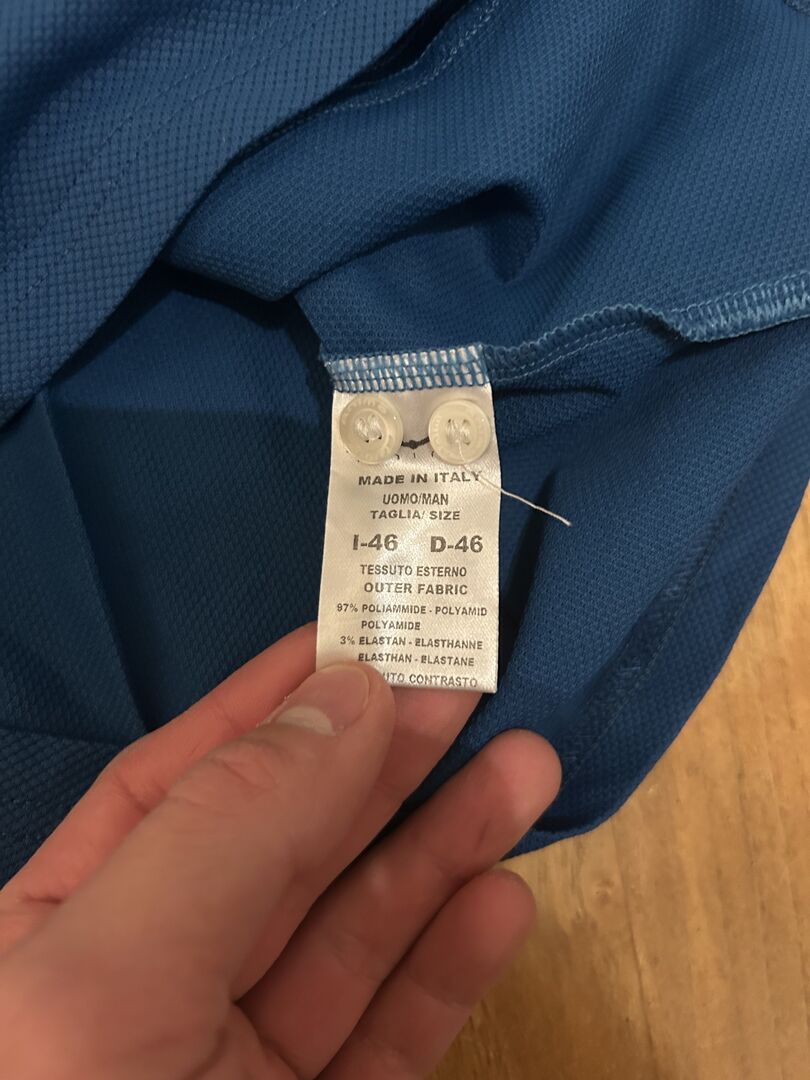 MADE IN ITALY
UOMO/MAN
TAGLIA/ SIZE
I-46 D-46
TESSUTO ESTERNO
OUTER FABRIC
97% POLIAMMIDE - POLYAMID
POLYAMIDE
3% ELASTAN - ELASTHANNE
ELASTHAN - ELASTANE
CONTRASTO